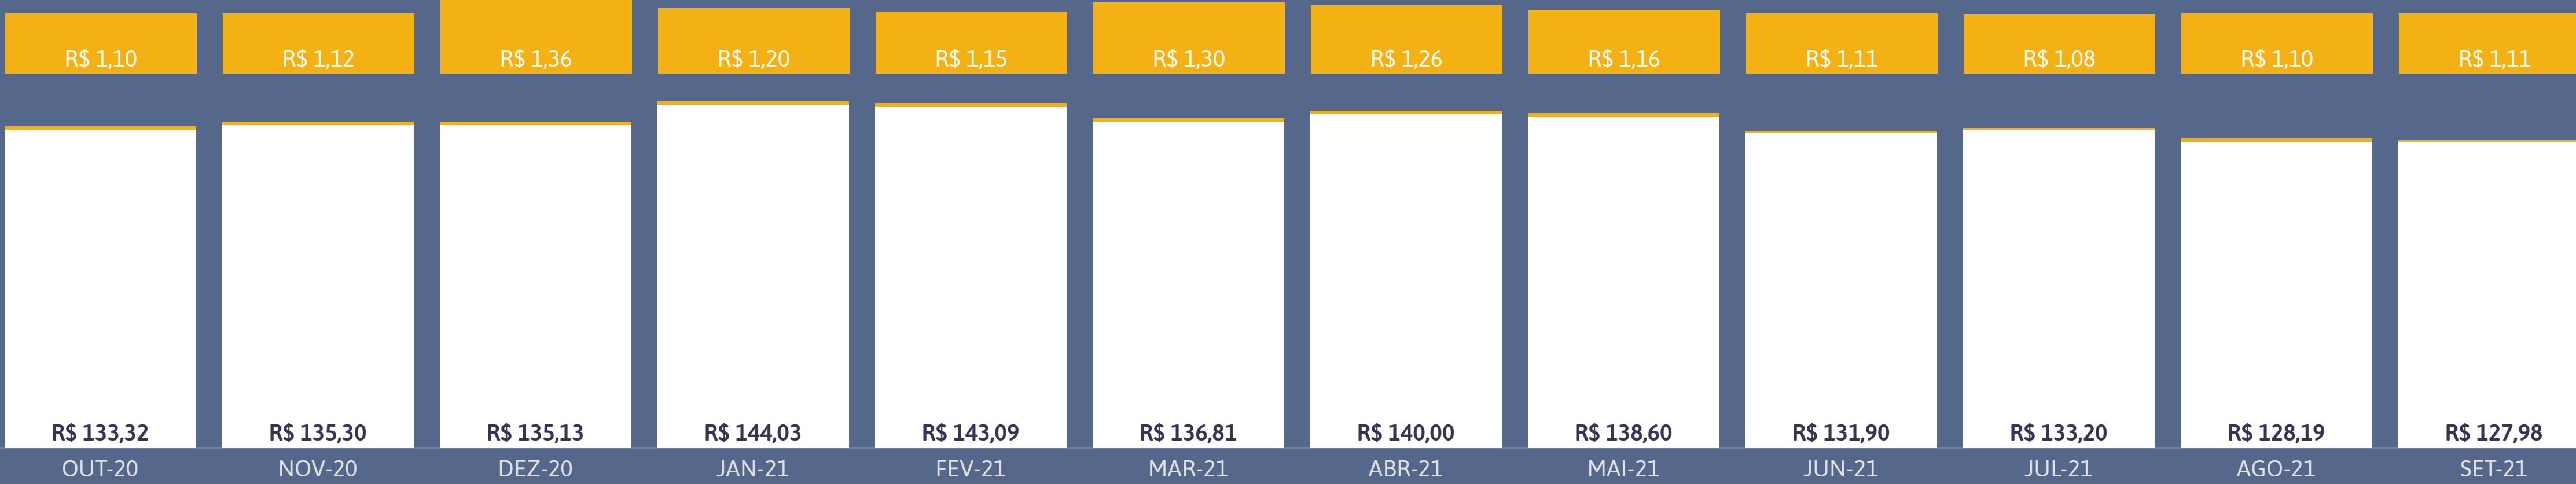 R$ 1,10 R$ 1,12 R$ 1,36 R$ 1,20 R$ 1,15 R$ 1,30 R$ 1,26 R$ 1,16 R$ 1,11 R$ 1,08 R$ 1,10 R$ 1,11
R$ 133,32 R$ 135,30 R$ 135,13 R$ 144,03 R$ 143,09 R$ 136,81 R$ 140,00 R$ 138,60 R$ 131,90 R$ 133,20 R$ 128,19 R$ 127,98
OUT-20 NOV-20 DEZ-20 JAN-21 FEV-21 MAR-21 ABR-21 MAI-21 JUN-21 JUL-21 AGO-21 SET-21